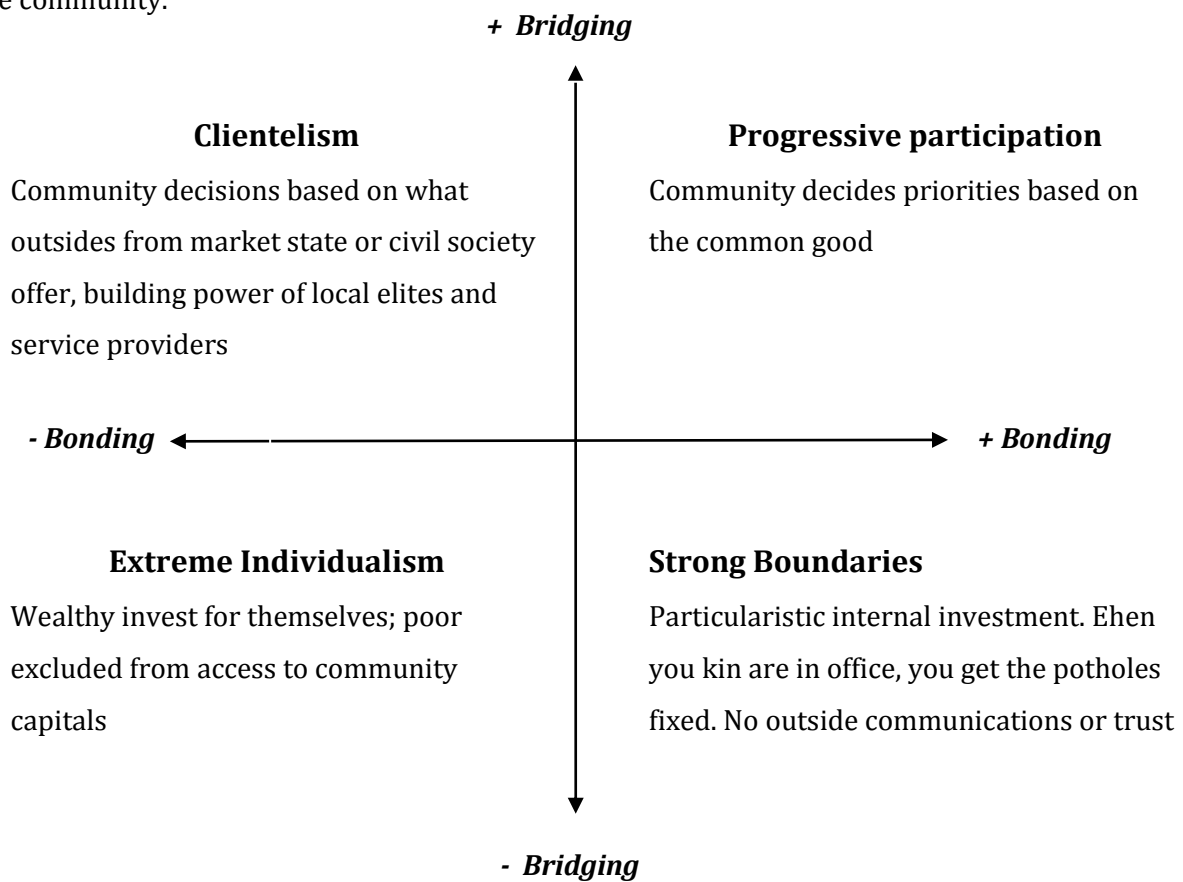 e community.
+ Bridging
Clientelism
Community decisions based on what
outsides from market state or civil society
offer, building power of local elites and
service providers
Progressive participation
Community decides priorities based on
the common good
- Bonding
+ Bonding
Extreme Individualism
Wealthy invest for themselves; poor
excluded from access to community
capitals
Strong Boundaries
Particularistic internal investment. Ehen
you kin are in office, you get the potholes
fixed. No outside communications or trust
- Bridging